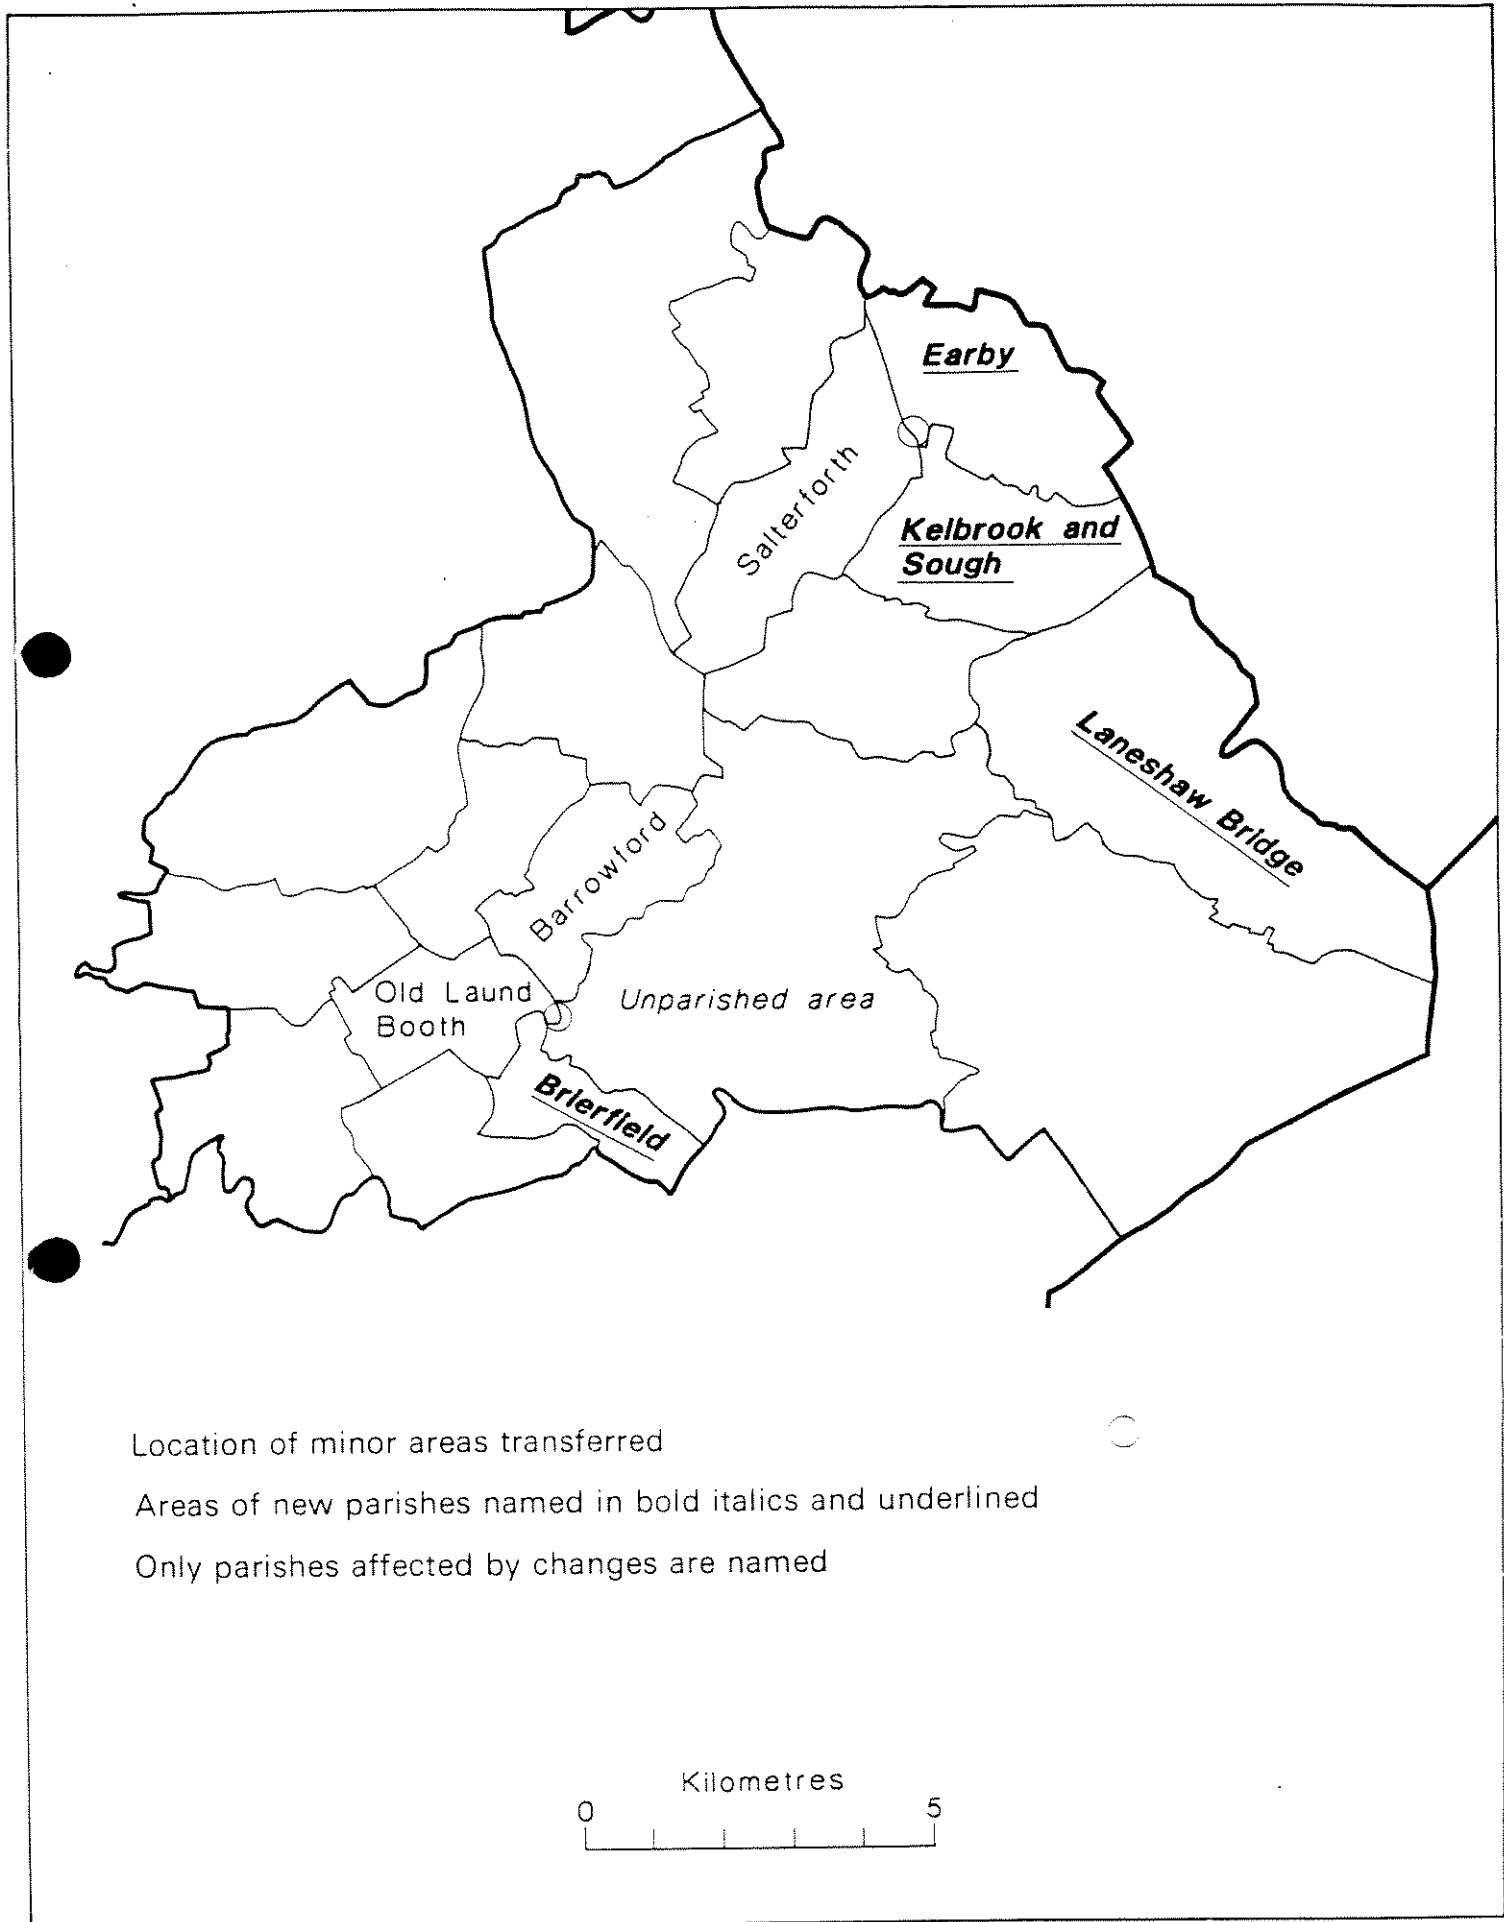 Earby
Salterforth
Kelbrook and
Sough
Laneshaw Bridge
Barrowford
Old Laund
Booth
Unparished area
Brierfield
Location of minor areas transferred
Areas of new parishes named in bold italics and underlined
Only parishes affected by changes are named
Kilometres
0 5